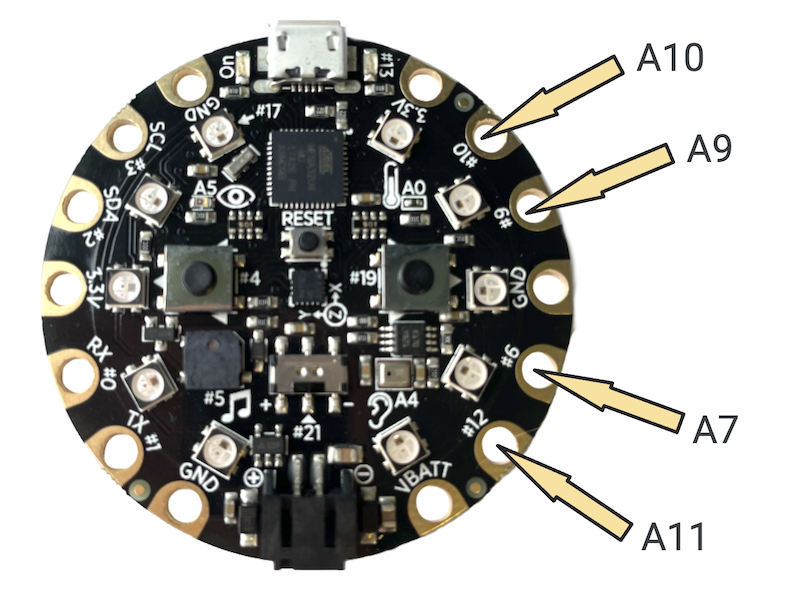 A10
A9
A7
A11
On
#13
GND
#17
3.3V
#10
SCL #3
A5
A0
SDA #2
RESET
#9
3.3V
#4
#19
GND
X
Y
Z
RX #0
#6
#5
+
-
A4
TX #1
#21
#12
GND
VBATT